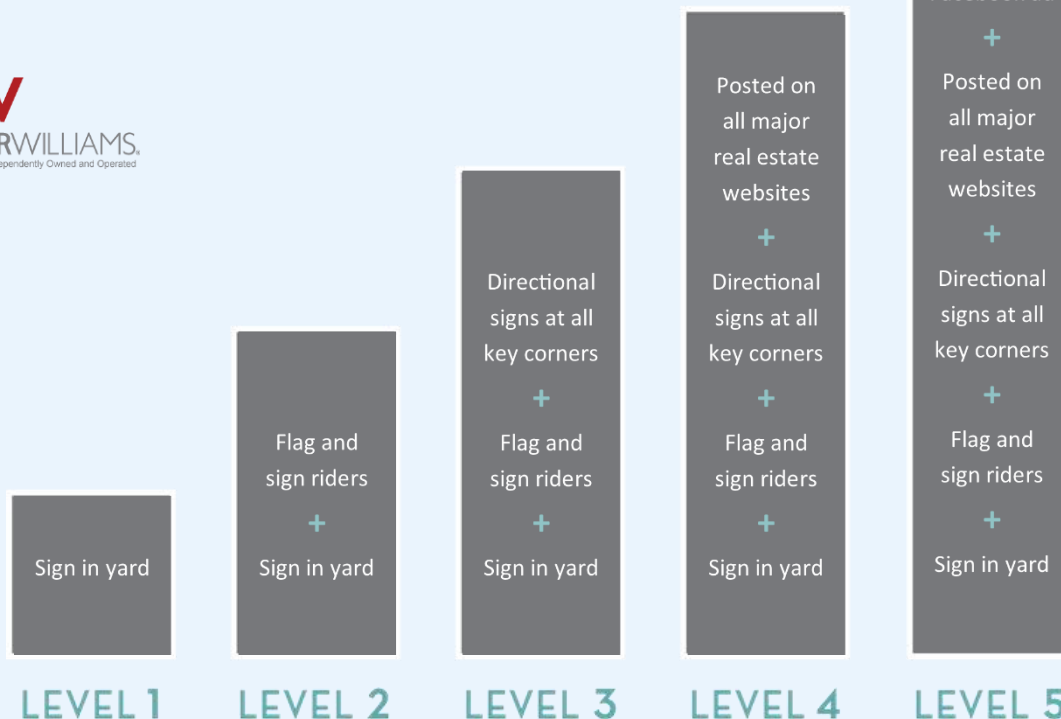 RWILLIAMS.
ependently Owned and Operated
Sign in yard
LEVEL 1
Flag and
sign riders
+
Sign in yard
LEVEL 2
Directional
signs at all
key corners
+
Flag and
sign riders
+
Sign in yard
LEVEL 3
Posted on
all major
real estate
websites
+
Directional
signs at all
key corners
+
Flag and
sign riders
+
Sign in yard
LEVEL 4
+
Posted on
all major
real estate
websites
+
Directional
signs at all
key corners
+
Flag and
sign riders
+
Sign in yard
LEVEL 5